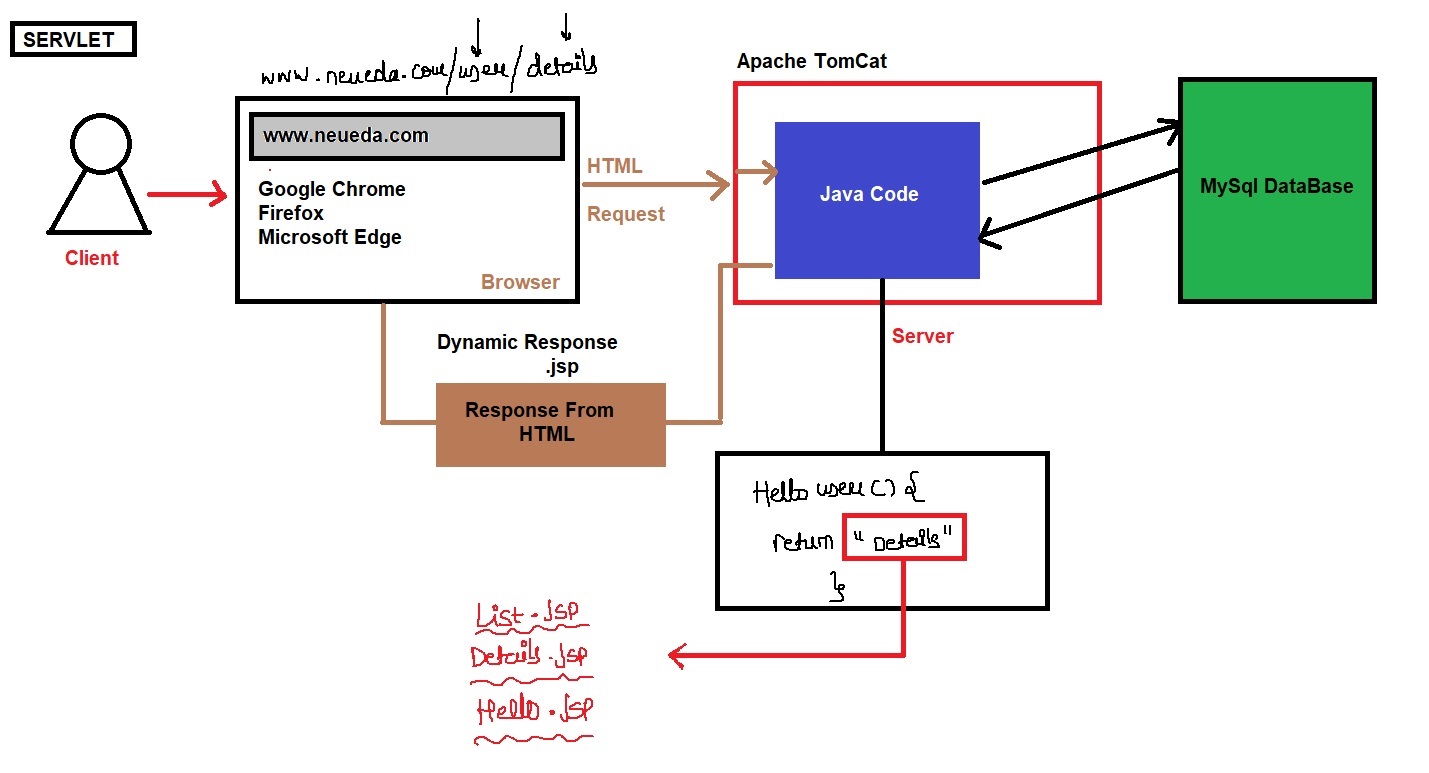 SERVLET
www.neueda.com/user/details
www.neueda.com
Google Chrome
Firefox
Microsoft Edge
Browser
Client
HTML
Request
Apache TomCat
Java Code
MySql DataBase
Server
Dynamic Response
.jsp
Response From
HTML
Hello user() {
return "Details"
}
List.jsp
Details.jsp
Hello.jsp